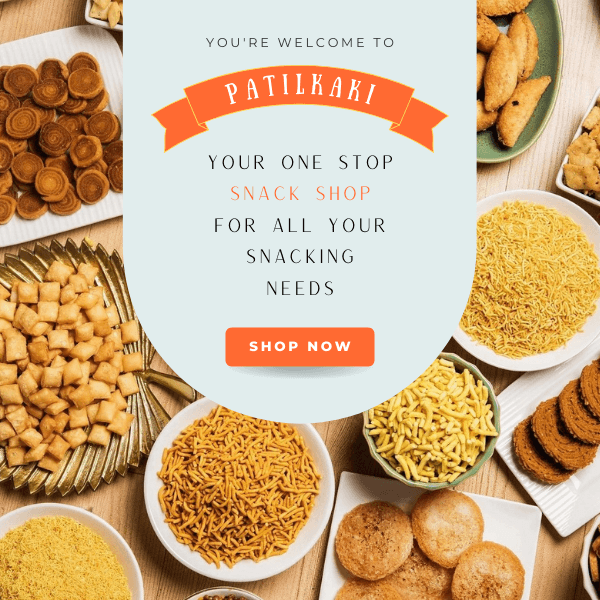 YOU'RE WELCOME TO
PATILKAKI
YOUR ONE STOP
SNACK SHOP
FOR ALL YOUR
SNACKING
NEEDS
SHOP NOW